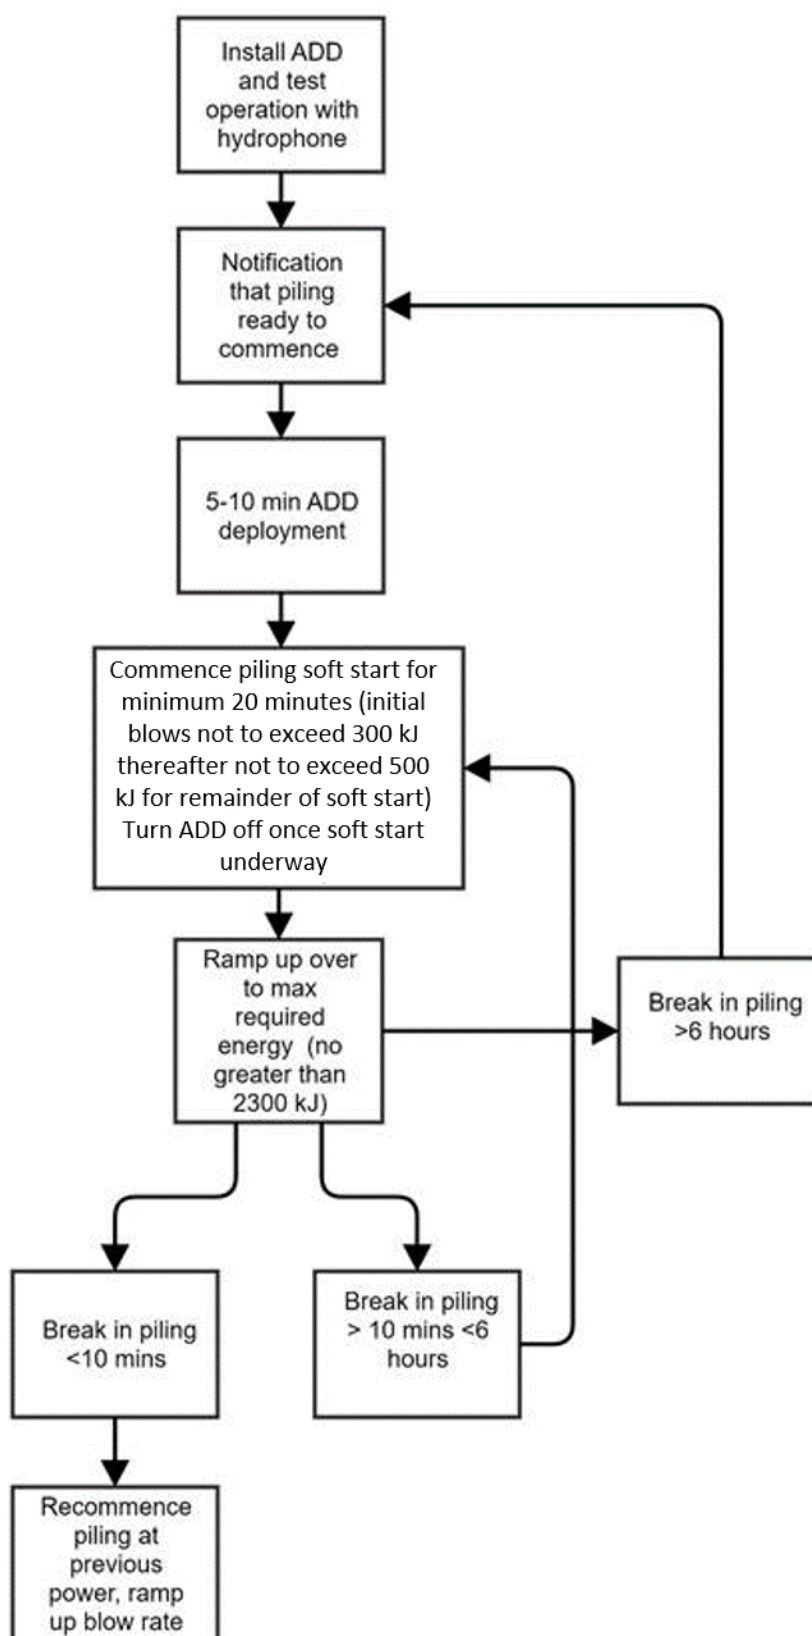 Install ADD
and test
operation with
hydrophone
Notification
that piling
ready to
commence
5-10 min ADD
deployment
Commence piling soft start for
minimum 20 minutes (initial
blows not to exceed 300 kJ
thereafter not to exceed 500
kJ for remainder of soft start)
Turn ADD off once soft start
underway
Ramp up over
to max
required
energy (no
greater than
2300 kJ)
Break in piling
>6 hours
Break in piling
<10 mins
Break in piling
> 10 mins <6
hours
Recommence
piling at
previous
power, ramp
up blow rate